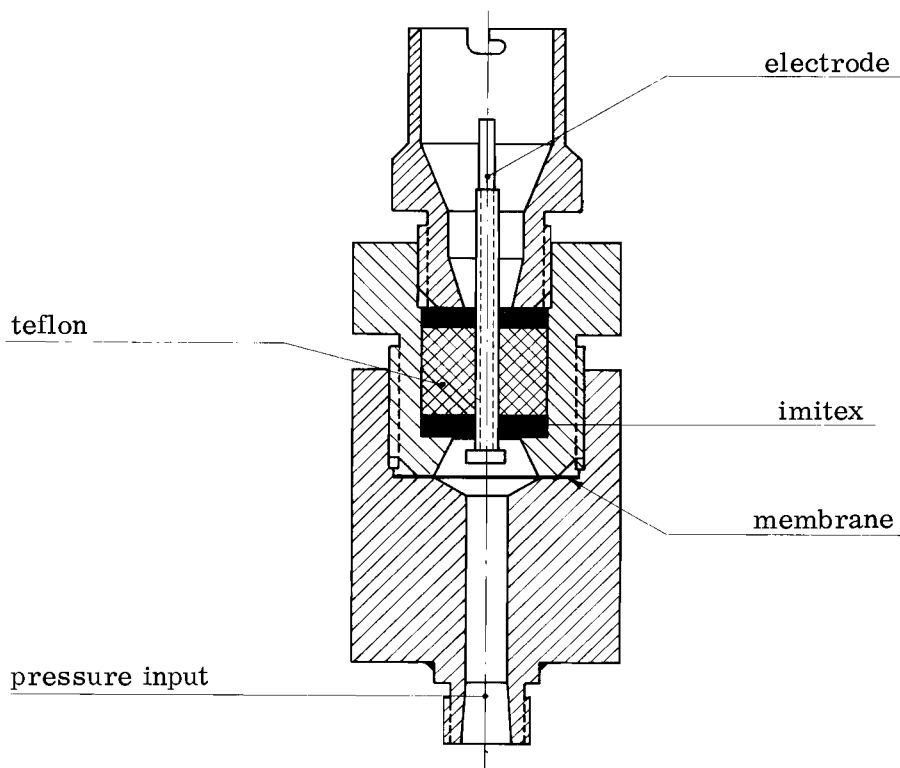 electrode
teflon
imitex
membrane
pressure input